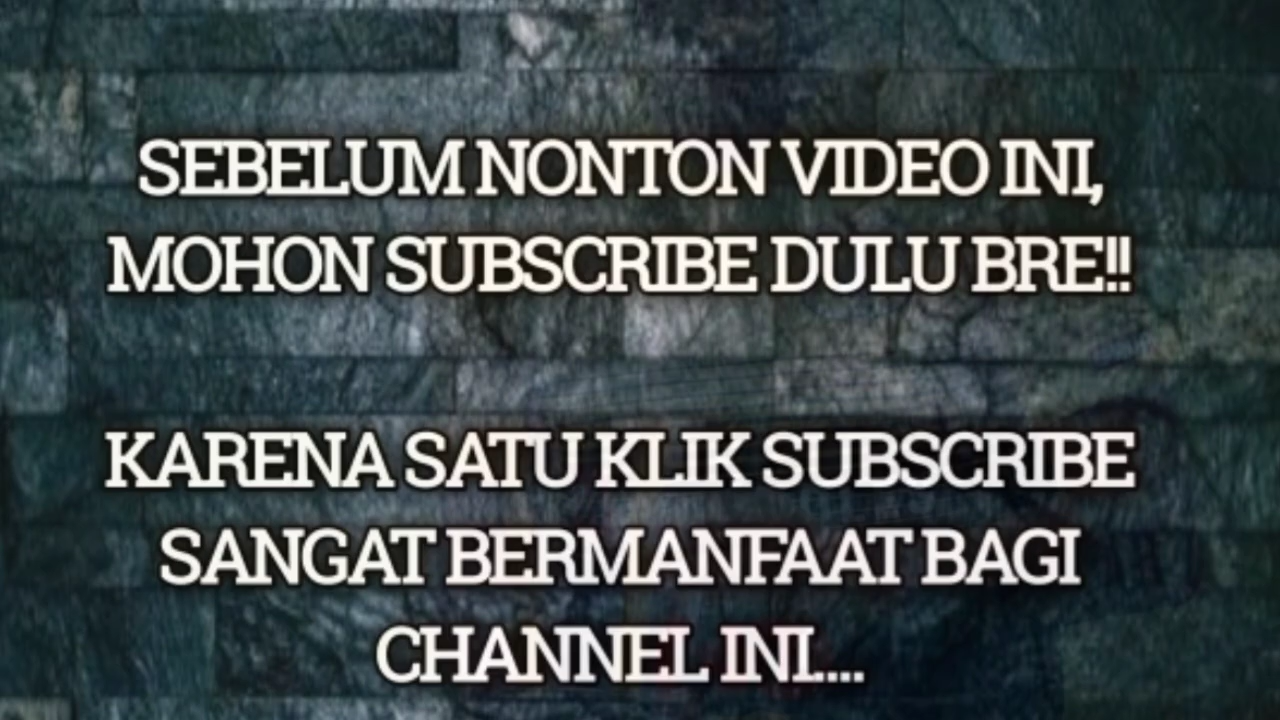 SEBELUM NONTON VIDEO INI,
MOHON SUBSCRIBE DULU BRE!!
KARENA SATU KLIK SUBSCRIBE
SANGAT BERMANFAAT BAGI
CHANNEL INI....